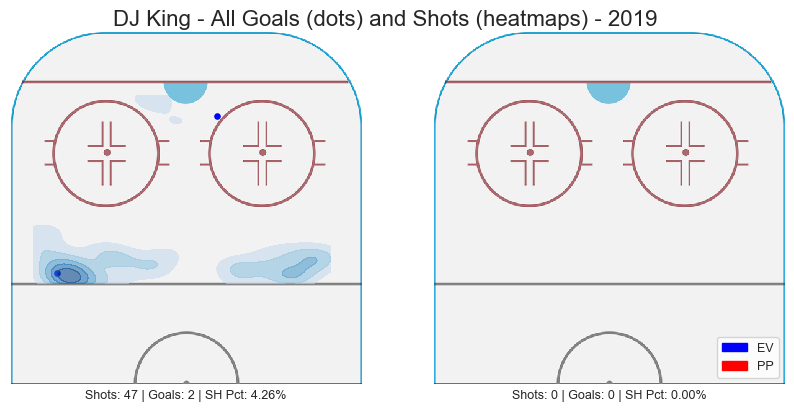 DJ King - All Goals (dots) and Shots (heatmaps) - 2019
EV
PP
Shots: 47 | Goals: 2 | SH Pct: 4.26%
Shots: 0 | Goals: 0 | SH Pct: 0.00%